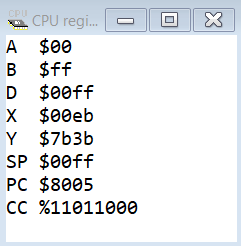 CPU regi...
A $00
B $ff
D $00ff
X $00eb
Y $7b3b
SP $00ff
PC $8005
CC %11011000